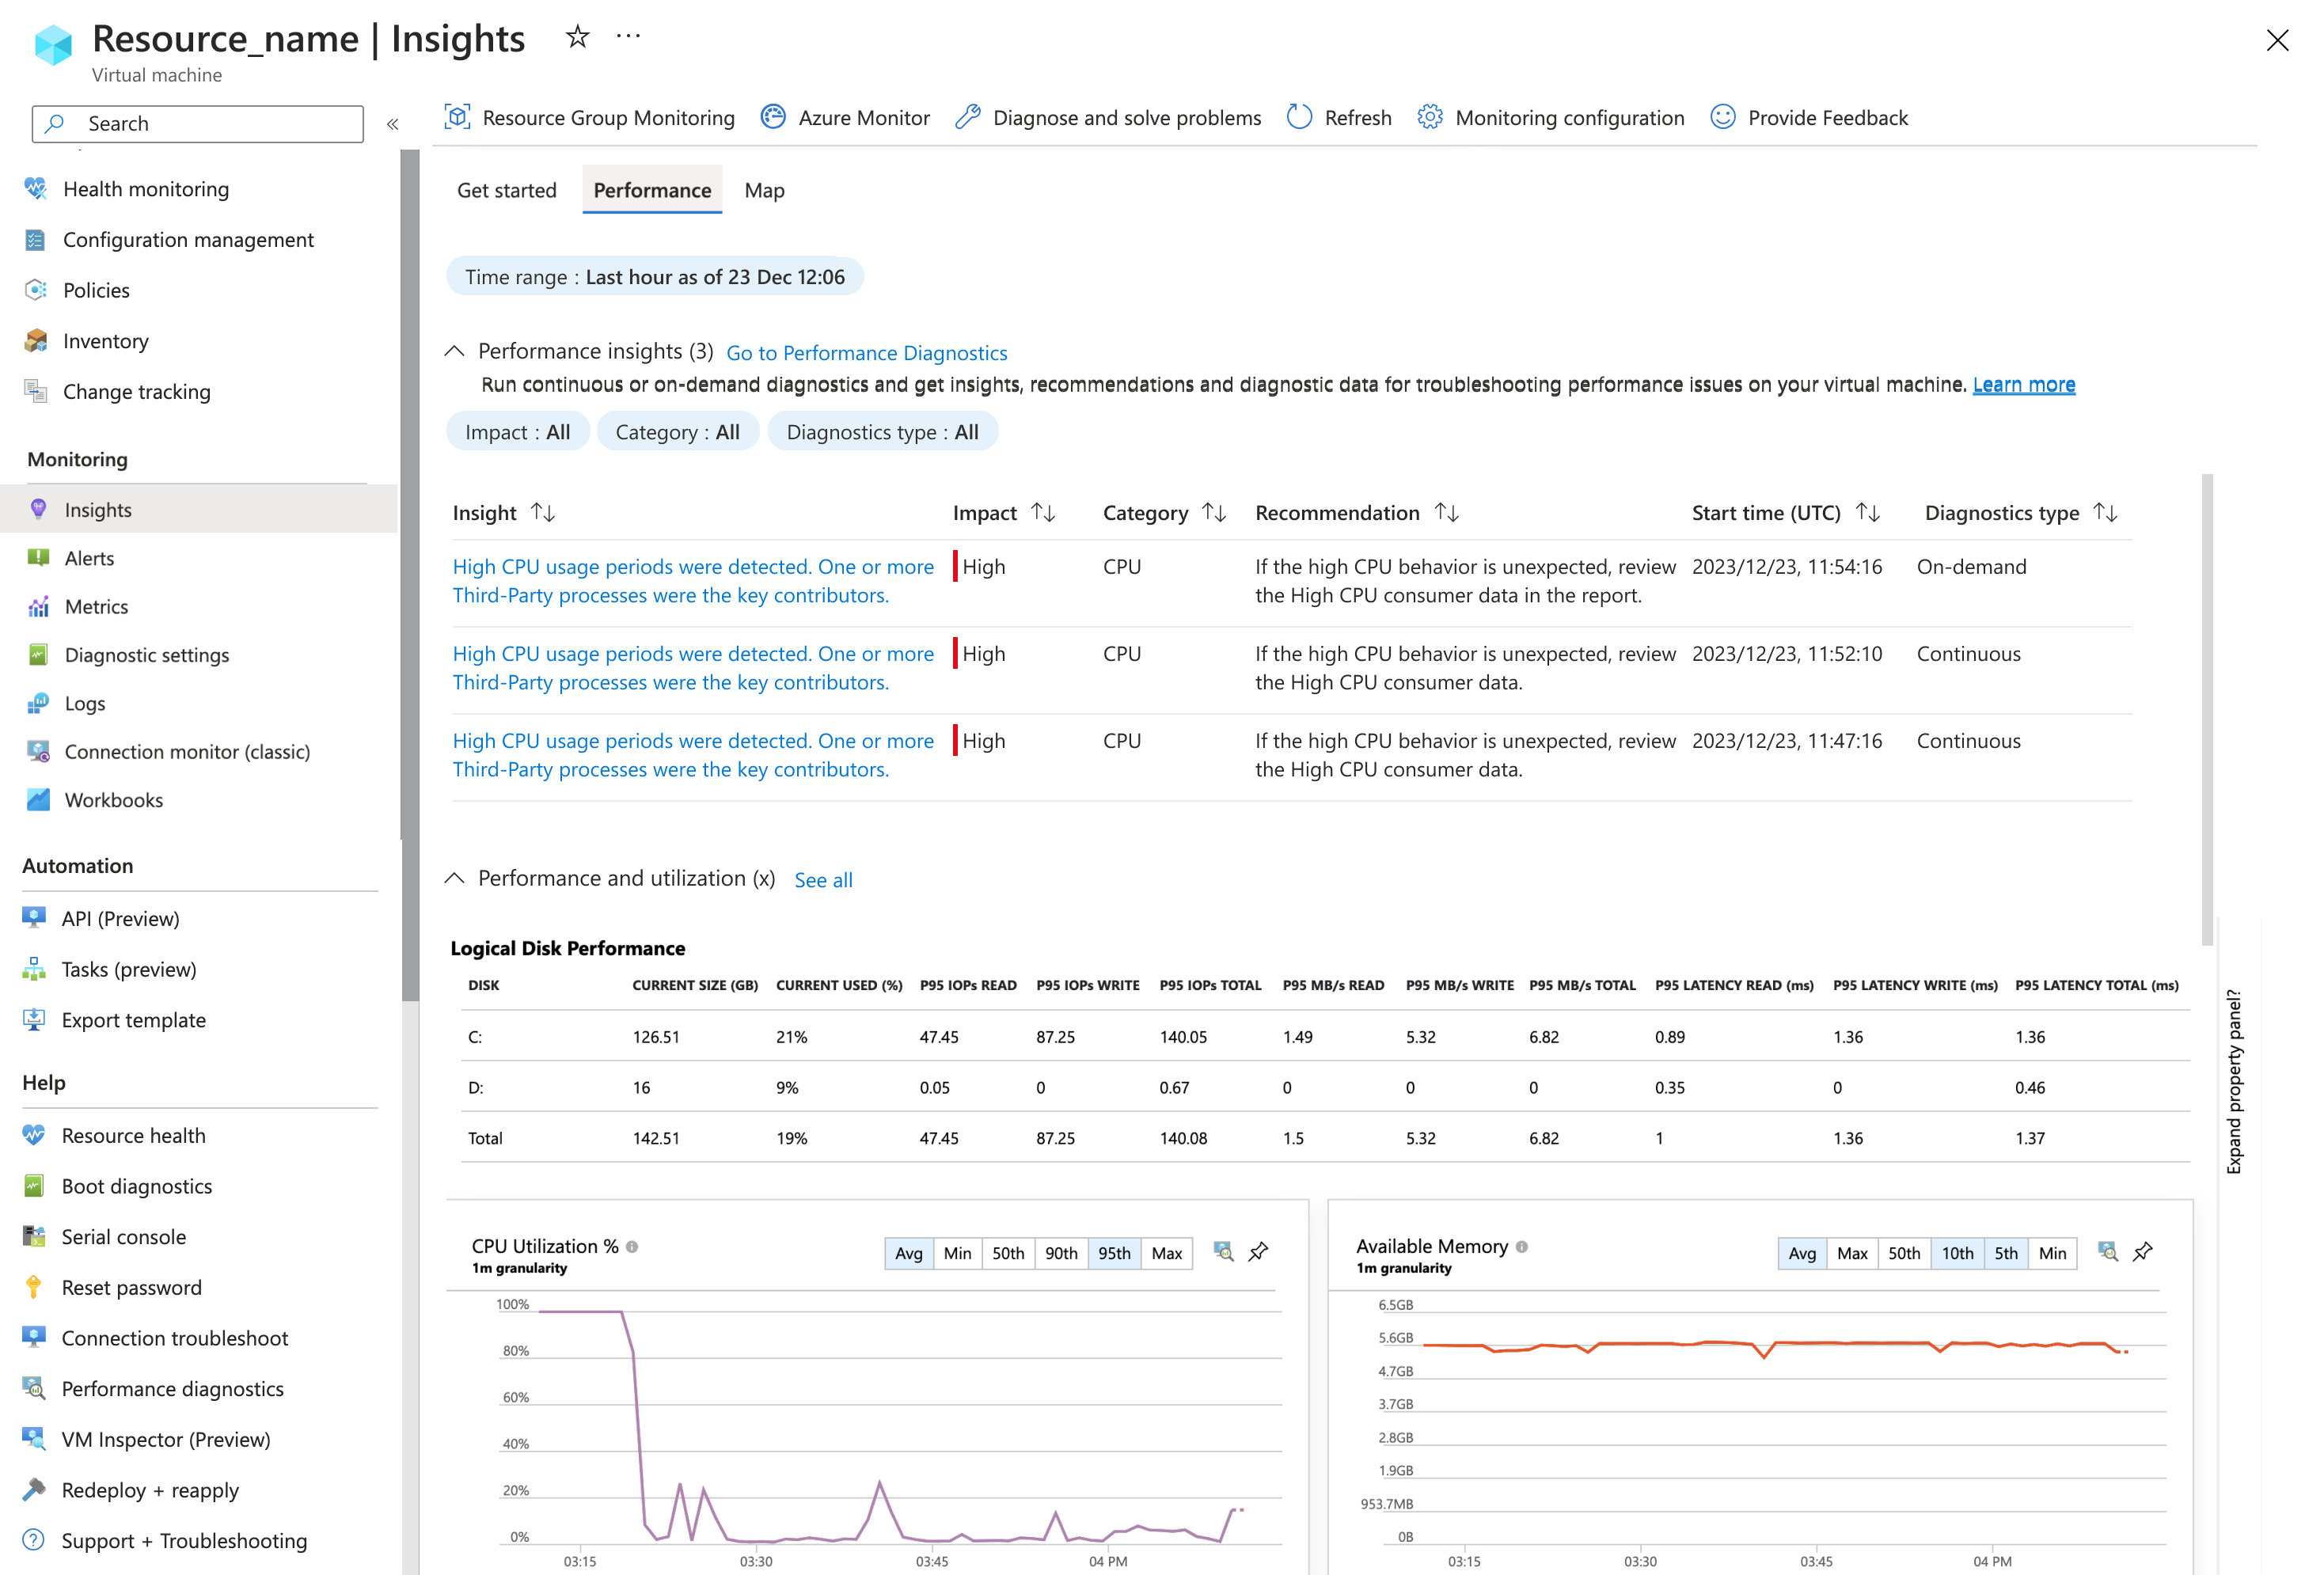 Resource_name | Insights
Virtual machine
Search
Resource Group Monitoring
Azure Monitor
Diagnose and solve problems
Refresh
Monitoring configuration
Provide Feedback
Health monitoring
Configuration management
Policies
Inventory
Change tracking
Monitoring
Insights
Alerts
Metrics
Diagnostic settings
Logs
Connection monitor (classic)
Workbooks
Automation
API (Preview)
Tasks (preview)
Export template
Help
Resource health
Boot diagnostics
Serial console
Reset password
Connection troubleshoot
Performance diagnostics
VM Inspector (Preview)
Redeploy + reapply
Support + Troubleshooting
Get started Performance Map
Time range : Last hour as of 23 Dec 12:06
Performance insights (3) Go to Performance Diagnostics
Run continuous or on-demand diagnostics and get insights, recommendations and diagnostic data for troubleshooting performance issues on your virtual machine. Learn more
Impact : All Category : All Diagnostics type : All
Insight Impact Category Recommendation Start time (UTC) Diagnostics type
High CPU usage periods were detected. One or more High CPU If the high CPU behavior is unexpected, review 2023/12/23, 11:54:16 On-demand
Third-Party processes were the key contributors. the High CPU consumer data in the report.
High CPU usage periods were detected. One or more High CPU If the high CPU behavior is unexpected, review 2023/12/23, 11:52:10 Continuous
Third-Party processes were the key contributors. the High CPU consumer data.
High CPU usage periods were detected. One or more High CPU If the high CPU behavior is unexpected, review 2023/12/23, 11:47:16 Continuous
Third-Party processes were the key contributors. the High CPU consumer data.
Performance and utilization (x) See all
Logical Disk Performance
DISK CURRENT SIZE (GB) CURRENT USED (%) P95 IOPs READ P95 IOPs WRITE P95 IOPs TOTAL P95 MB/s READ P95 MB/s WRITE P95 MB/s TOTAL P95 LATENCY READ (ms) P95 LATENCY WRITE (ms) P95 LATENCY TOTAL (ms)
C: 126.51 21% 47.45 87.25 140.05 1.49 5.32 6.82 0.89 1.36 1.36
D: 16 9% 0.05 0 0.67 0 0 0 0.35 0 0.46
Total 142.51 19% 47.45 87.25 140.08 1.5 5.32 6.82 1 1.36 1.37
Expand property panel?
CPU Utilization %
1m granularity
Avg Min 50th 90th 95th Max
100%
80%
60%
40%
20%
0%
03:15 03:30 03:45 04 PM
Available Memory
1m granularity
Avg Max 50th 10th 5th Min
6.5GB
5.6GB
4.7GB
3.7GB
2.8GB
1.9GB
953.7MB
0B
03:15 03:30 03:45 04 PM